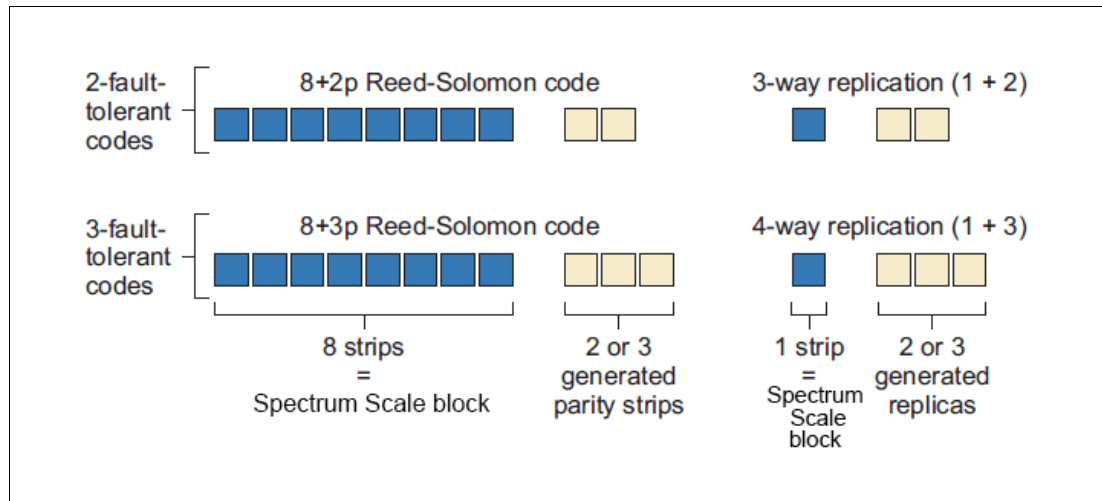 2-fault-
tolerant
codes
8+2p Reed-Solomon code
3-way replication (1 + 2)
3-fault-
tolerant
codes
8+3p Reed-Solomon code
4-way replication (1 + 3)
8 strips
=
Spectrum Scale block
2 or 3
generated
parity strips
1 strip
=
Spectrum
Scale
block
2 or 3
generated
replicas